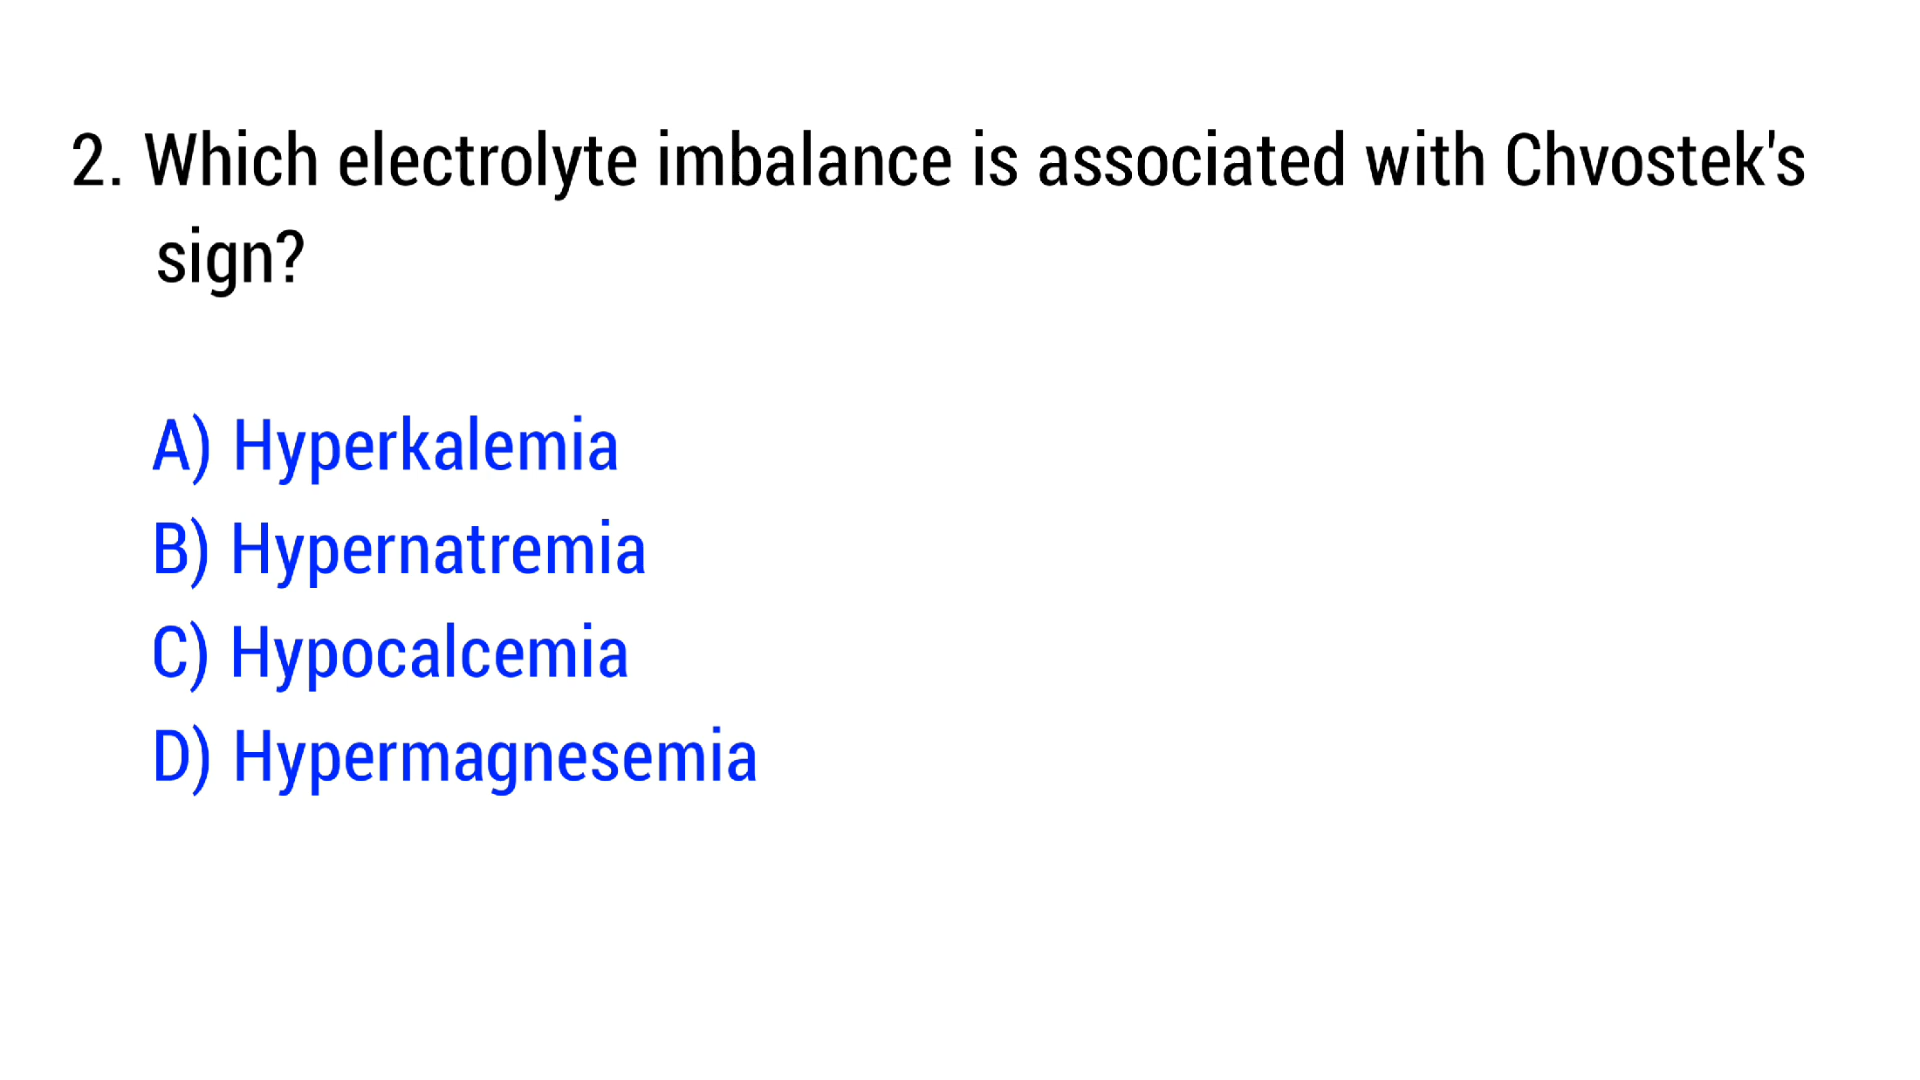 2. Which electrolyte imbalance is associated with Chvostek's
sign?
A) Hyperkalemia
B) Hypernatremia
C) Hypocalcemia
D) Hypermagnesemia